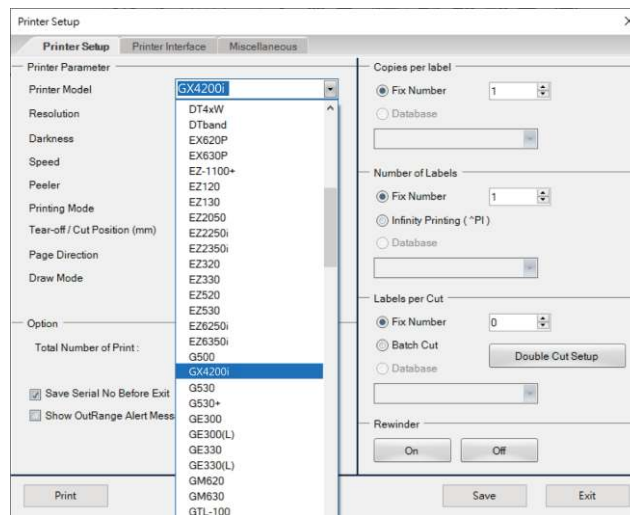 Printer Setup
Printer Setup
Printer Interface
Miscellaneous
Printer Parameter
Printer Model
GX4200i
Resolution
Darkness
Speed
Peeler
Printing Mode
Tear-off / Cut Position (mm)
Page Direction
Draw Mode
DT4xW
DTband
EX620P
EX630P
EZ-1100+
EZ120
EZ130
EZ2050
EZ2250i
EZ2350i
EZ320
EZ330
EZ520
EZ530
EZ6250i
EZ6350i
G500
GX4200i
G530
G530+
GE300
GE300(L)
GE330
GE330(L)
GM620
GM630
GTL-100
Option
Total Number of Print :
Save Serial No Before Exit
Show OutRange Alert Mess
Print
Copies per label
Fix Number
1
Database
Number of Labels
Fix Number
1
Infinity Printing ( ^PI )
Database
Labels per Cut
Fix Number
0
Batch Cut
Double Cut Setup
Database
Rewinder
On
Off
Save
Exit